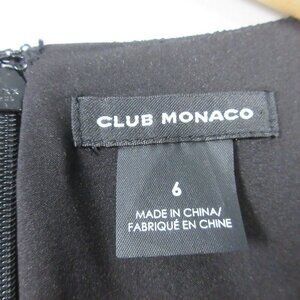 CLUB MONACO
6
MADE IN CHINA/
FABRIQUÉ EN CHINE